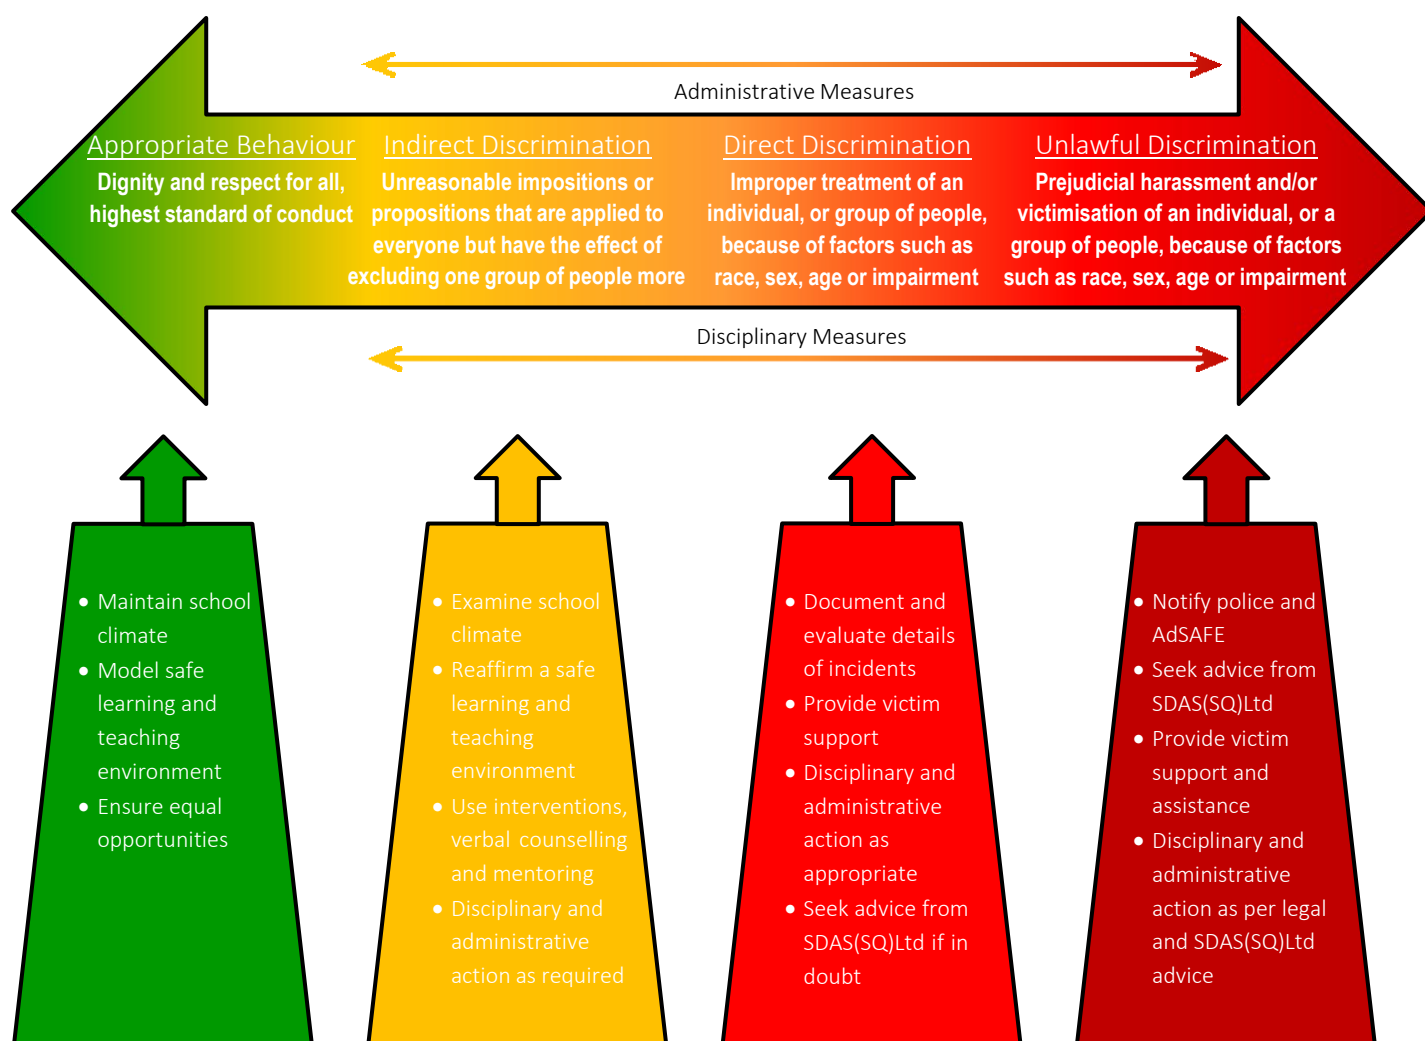 Administrative Measures
Appropriate Behaviour
Dignity and respect for all,
highest standard of conduct
Indirect Discrimination
Unreasonable impositions or
propositions that are applied to
everyone but have the effect of
excluding one group of people more
Direct Discrimination
Improper treatment of an
individual, or group of people,
because of factors such as
race, sex, age or impairment
Unlawful Discrimination
Prejudicial harassment and/or
victimisation of an individual, or a
group of people, because of factors
such as race, sex, age or impairment
Disciplinary Measures
• Maintain school
climate
• Model safe
learning and
teaching
environment
• Ensure equal
opportunities
• Examine school
climate
• Reaffirm a safe
learning and
teaching
environment
• Use interventions,
verbal counselling
and mentoring
• Disciplinary and
administrative
action as required
• Document and
evaluate details
of incidents
• Provide victim
support
• Disciplinary and
administrative
action as
appropriate
• Seek advice from
SDAS(SQ)Ltd if in
doubt
• Notify police and
AdSAFE
• Seek advice from
SDAS(SQ)Ltd
• Provide victim
support and
assistance
• Disciplinary and
administrative
action as per legal
and SDAS(SQ)Ltd
advice